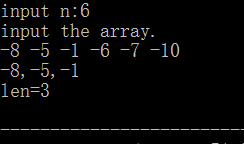 input n:6
input the array.
-8 -5 -1 -6 -7 -10
-8,-5,-1
len=3
--------------------------------